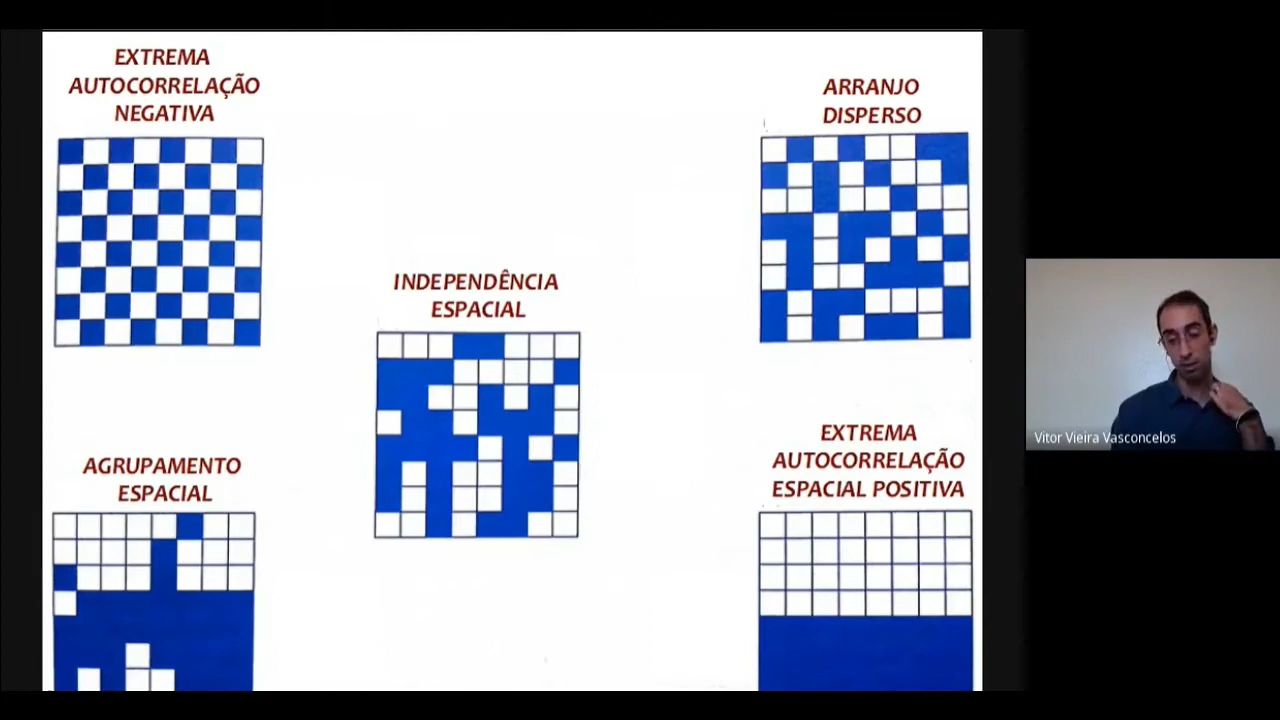 EXTREMA
AUTOCORRELAÇÃO
NEGATIVA
ARRANJO
DISPERSO
INDEPENDÊNCIA
ESPACIAL
AGRUPAMENTO
ESPACIAL
EXTREMA
AUTOCORRELAÇÃO
ESPACIAL POSITIVA
Vitor Vieira Vasconcelos